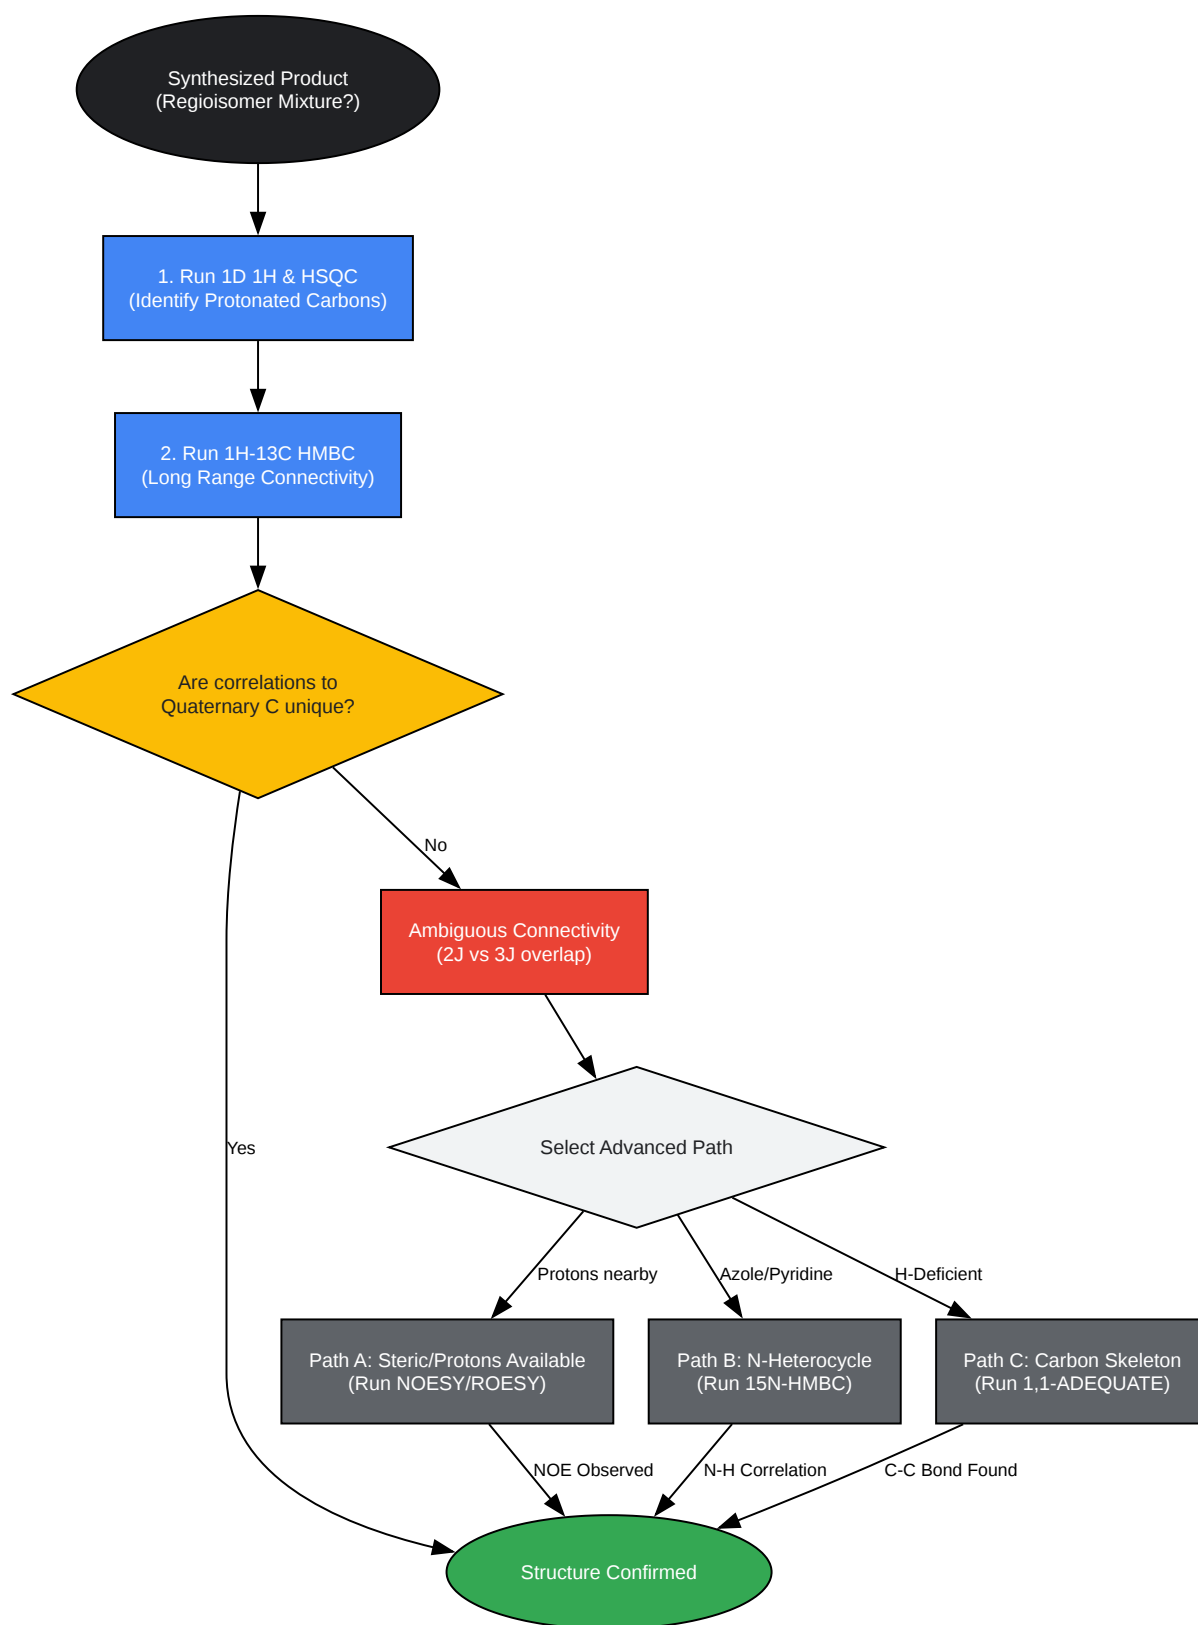 Synthesized Product
(Regioisomer Mixture?)
1. Run 1D 1H & HSQC
(Identify Protonated Carbons)
2. Run 1H-13C HMBC
(Long Range Connectivity)
Are correlations to
Quaternary C unique?
No
Ambiguous Connectivity
(2J vs 3J overlap)
Yes
Select Advanced Path
Protons nearby
Azole/Pyridine
H-Deficient
Path A: Steric/Protons Available
(Run NOESY/ROESY)
Path B: N-Heterocycle
(Run 15N-HMBC)
Path C: Carbon Skeleton
(Run 1,1-ADEQUATE)
NOE Observed
N-H Correlation
C-C Bond Found
Structure Confirmed